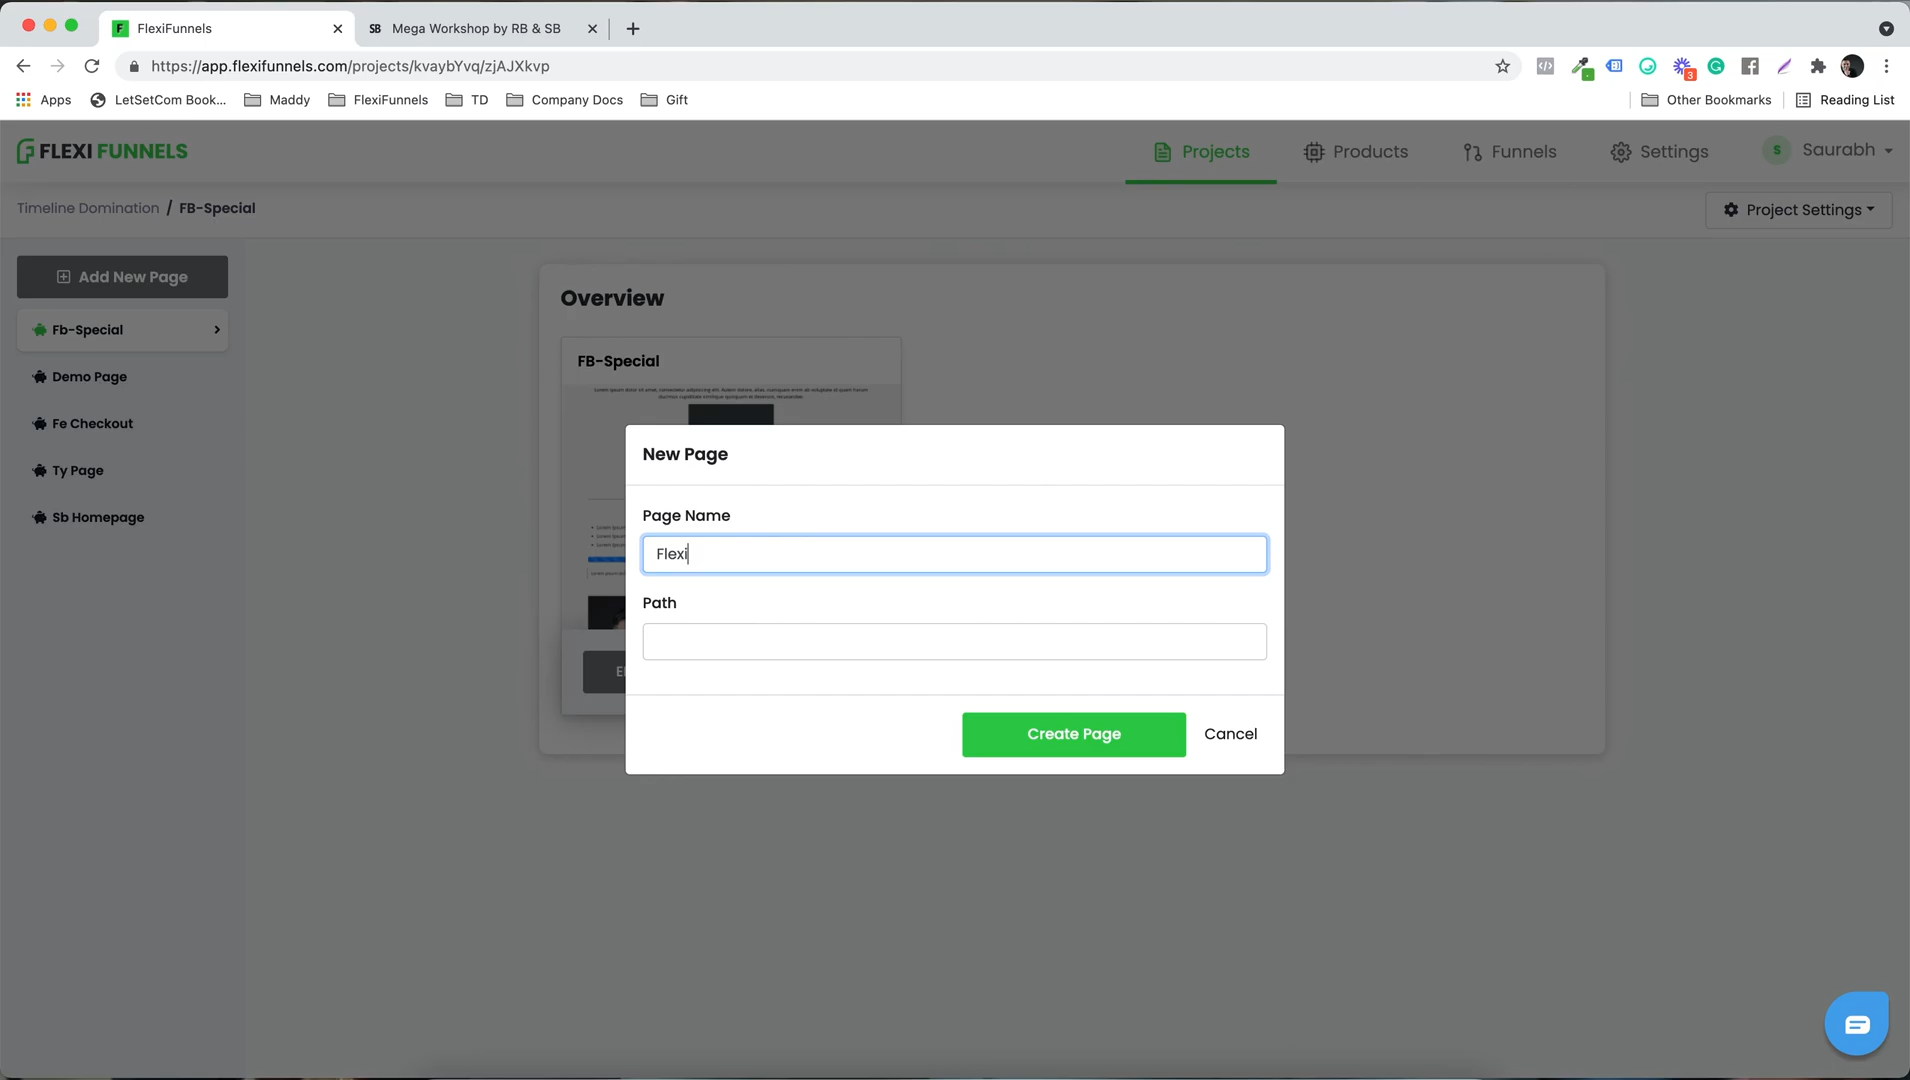 FlexiFunnels
SB Mega Workshop by RB & SB
https://app.flexifunnels.com/projects/kvaybYvq/zjAJXkvp
3
Apps
LetSetCom Book...
Maddy
FlexiFunnels
TD
Company Docs
Gift
Other Bookmarks
Reading List
FLEXI FUNNELS
Projects
Products
Funnels
Settings
S
Saurabh
Timeline Domination / FB-Special
Project Settings
Add New Page
Fb-Special
Demo Page
Fe Checkout
Ty Page
Sb Homepage
Overview
FB-Special
New Page
Page Name
Flexi
Path
Create Page
Cancel